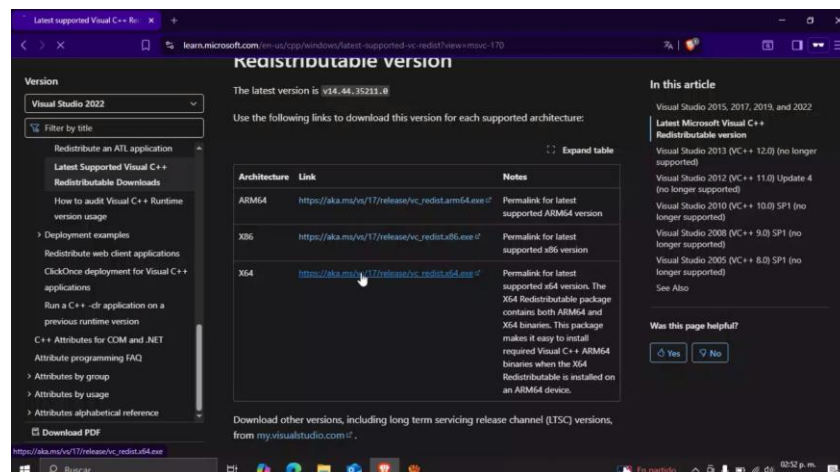 Latest supported Visual C++ Re
learn.microsoft.com/en-us/cpp/windows/latest-supported-vc-redist?view=msvc-170
Version
Visual Studio 2022
Filter by title
Redistribute an ATL application
Latest Supported Visual C++
Redistributable Downloads
How to audit Visual C++ Runtime
version usage
Deployment examples
Redistribute web client applications
ClickOnce deployment for Visual C++
applications
Run a C++ -clr application on a
previous runtime version
C++ Attributes for COM and .NET
Attribute programming FAQ
Attributes by group
Attributes by usage
Attributes alphabetical reference
Download PDF
https://aka.ms/vs/17/release/vc_redist.x64.exe
Redistributable version
The latest version is v14.44.35211.0
Use the following links to download this version for each supported architecture:
Expand table
Architecture Link Notes
ARM64 https://aka.ms/vs/17/release/vc_redist.arm64.exe Permalink for latest
supported ARM64 version
X86 https://aka.ms/vs/17/release/vc_redist.x86.exe Permalink for latest
supported x86 version
X64 https://aka.ms/vs/17/release/vc_redist.x64.exe Permalink for latest
supported x64 version. The
X64 Redistributable package
contains both ARM64 and
X64 binaries. This package
makes it easy to install
required Visual C++ ARM64
binaries when the X64
Redistributable is installed on
an ARM64 device.
Download other versions, including long term servicing release channel (LTSC) versions,
from my.visualstudio.com.
In this article
Visual Studio 2015, 2017, 2019, and 2022
Latest Microsoft Visual C++
Redistributable version
Visual Studio 2013 (VC++ 12.0) (no longer
supported)
Visual Studio 2012 (VC++ 11.0) Update 4
(no longer supported)
Visual Studio 2010 (VC++ 10.0) SP1 (no
longer supported)
Visual Studio 2008 (VC++ 9.0) SP1 (no
longer supported)
Visual Studio 2005 (VC++ 8.0) SP1 (no
longer supported)
See Also
Was this page helpful?
Yes No
Buscar
En partido
02:52 p. m.